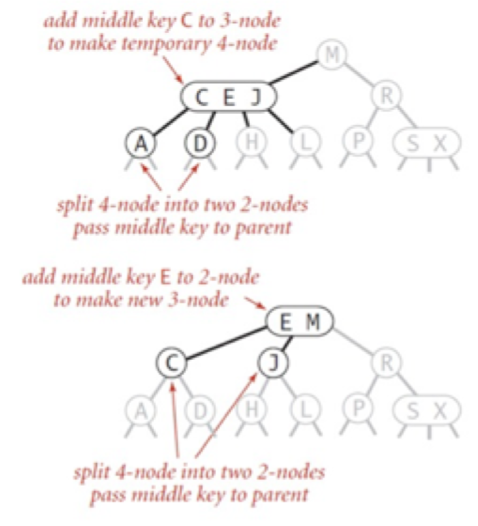 add middle key C to 3-node
to make temporary 4-node
M
C E J
R
A D H L P S X
split 4-node into two 2-nodes
pass middle key to parent
add middle key E to 2-node
to make new 3-node
E M
C J R
A D H L P S X
split 4-node into two 2-nodes
pass middle key to parent